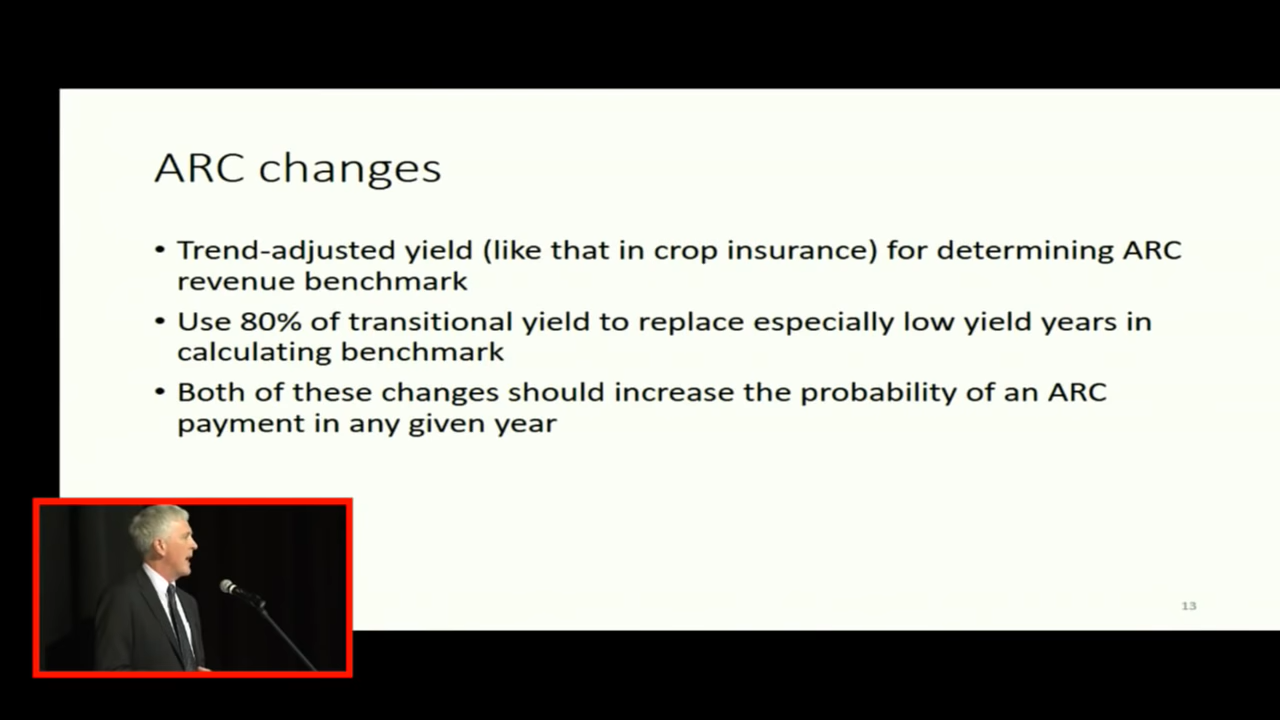 ARC changes
• Trend-adjusted yield (like that in crop insurance) for determining ARC
revenue benchmark
• Use 80% of transitional yield to replace especially low yield years in
calculating benchmark
• Both of these changes should increase the probability of an ARC
payment in any given year
13